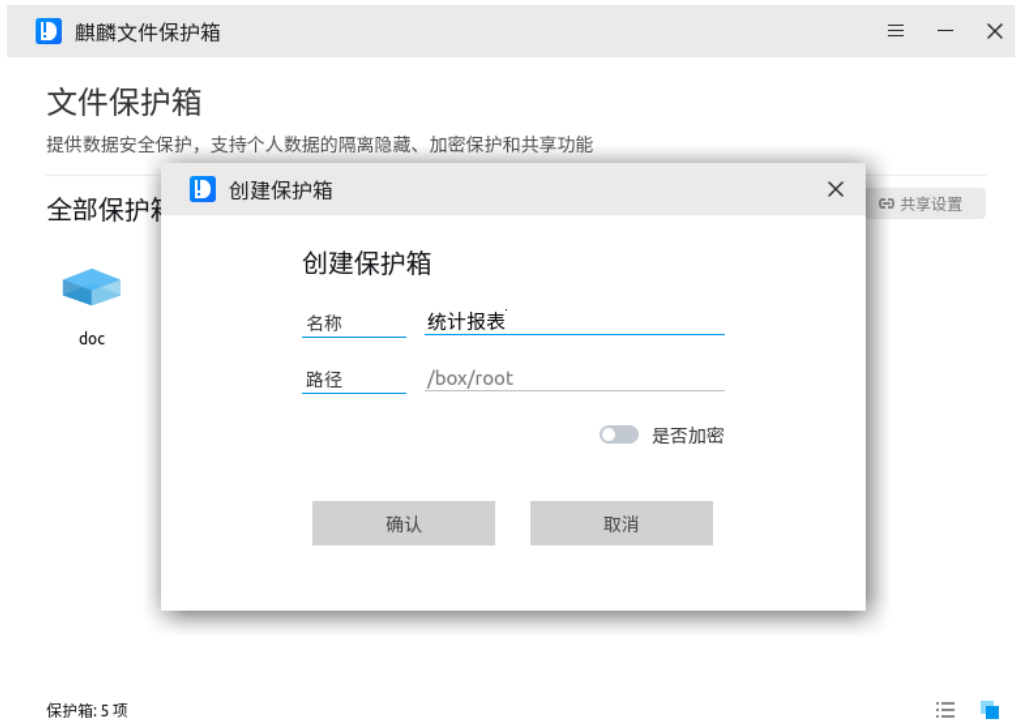 麒麟文件保护箱
文件保护箱
提供数据安全保护，支持个人数据的隔离隐藏、加密保护和共享功能
全部保护箱
共享设置
doc
创建保护箱
创建保护箱
名称 统计报表
路径 /box/root
是否加密
确认 取消
保护箱: 5 项